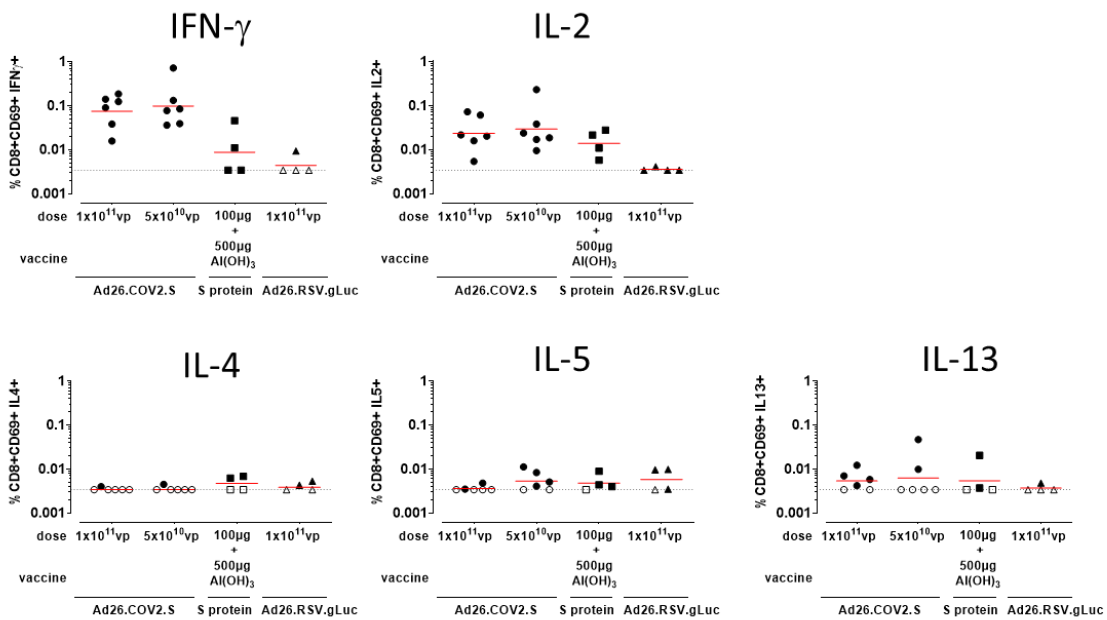 IFN-γ
% CD8+CD69+ IFNγ+
1
0.1
0.01
0.001
dose 1x10¹¹vp 5x10¹⁰vp 100µg 1x10¹¹vp
+
500µg
vaccine Al(OH)₃
Ad26.COV2.S S protein Ad26.RSV.gLuc
IL-2
% CD8+CD69+ IL2+
1
0.1
0.01
0.001
dose 1x10¹¹vp 5x10¹⁰vp 100µg 1x10¹¹vp
+
500µg
vaccine Al(OH)₃
Ad26.COV2.S S protein Ad26.RSV.gLuc
IL-4
% CD8+CD69+ IL4+
1
0.1
0.01
0.001
dose 1x10¹¹vp 5x10¹⁰vp 100µg 1x10¹¹vp
+
500µg
vaccine Al(OH)₃
Ad26.COV2.S S protein Ad26.RSV.gLuc
IL-5
% CD8+CD69+ IL5+
1
0.1
0.01
0.001
dose 1x10¹¹vp 5x10¹⁰vp 100µg 1x10¹¹vp
+
500µg
vaccine Al(OH)₃
Ad26.COV2.S S protein Ad26.RSV.gLuc
IL-13
% CD8+CD69+ IL13+
1
0.1
0.01
0.001
dose 1x10¹¹vp 5x10¹⁰vp 100µg 1x10¹¹vp
+
500µg
vaccine Al(OH)₃
Ad26.COV2.S S protein Ad26.RSV.gLuc